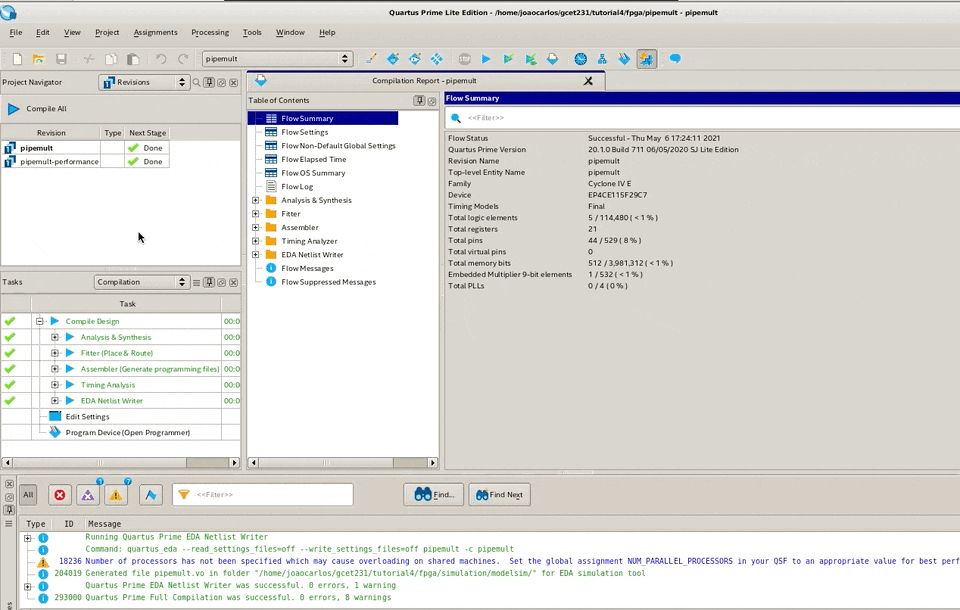 Quartus Prime Lite Edition - /home/joaocarlos/gcet231/tutorial4/fpga/pipemult - pipemult
File Edit View Project Assignments Processing Tools Window Help
pipemult
Project Navigator Revisions
Compile All
Revision Type Next Stage
pipemult Done
pipemult-performance Done
Tasks Compilation
Task
Compile Design 00:0
Analysis & Synthesis 00:0
Fitter (Place & Route) 00:0
Assembler (Generate programming files) 00:0
Timing Analysis 00:0
EDA Netlist Writer 00:0
Edit Settings
Program Device (Open Programmer)
Compilation Report - pipemult
Table of Contents
Flow Summary
Flow Settings
Flow Non-Default Global Settings
Flow Elapsed Time
Flow OS Summary
Flow Log
Analysis & Synthesis
Fitter
Assembler
Timing Analyzer
EDA Netlist Writer
Flow Messages
Flow Suppressed Messages
Flow Summary
<<Filter>>
Flow Status Successful - Thu May 6 17:24:11 2021
Quartus Prime Version 20.1.0 Build 711 06/05/2020 SJ Lite Edition
Revision Name pipemult
Top-level Entity Name pipemult
Family Cyclone IV E
Device EP4CE115F29C7
Timing Models Final
Total logic elements 5 / 114,480 ( < 1 % )
Total registers 21
Total pins 44 / 529 ( 8 % )
Total virtual pins 0
Total memory bits 512 / 3,981,312 ( < 1 % )
Embedded Multiplier 9-bit elements 1 / 532 ( < 1 % )
Total PLLs 0 / 4 ( 0 % )
All <<Filter>> Find... Find Next
Type ID Message
Running Quartus Prime EDA Netlist Writer
Command: quartus_eda --read_settings_files=off --write_settings_files=off pipemult -c pipemult
18236 Number of processors has not been specified which may cause overloading on shared machines. Set the global assignment NUM_PARALLEL_PROCESSORS in your QSF to an appropriate value for best perf
204019 Generated file pipemult.vo in folder "/home/joaocarlos/gcet231/tutorial4/fpga/simulation/modelsim/" for EDA simulation tool
Quartus Prime EDA Netlist Writer was successful. 0 errors, 1 warning
293000 Quartus Prime Full Compilation was successful. 0 errors, 8 warnings